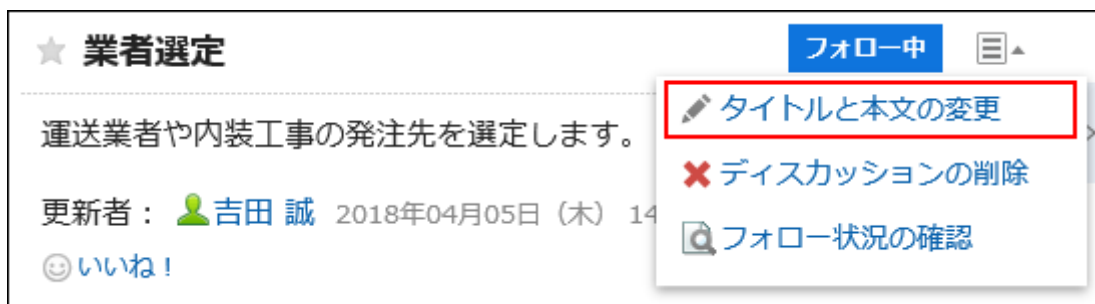 業者選定
フォロー中
タイトルと本文の変更
運送業者や内装工事の発注先を選定します。
ディスカッションの削除
更新者： 吉田 誠 2018年04月05日（木） 14
フォロー状況の確認
いいね！